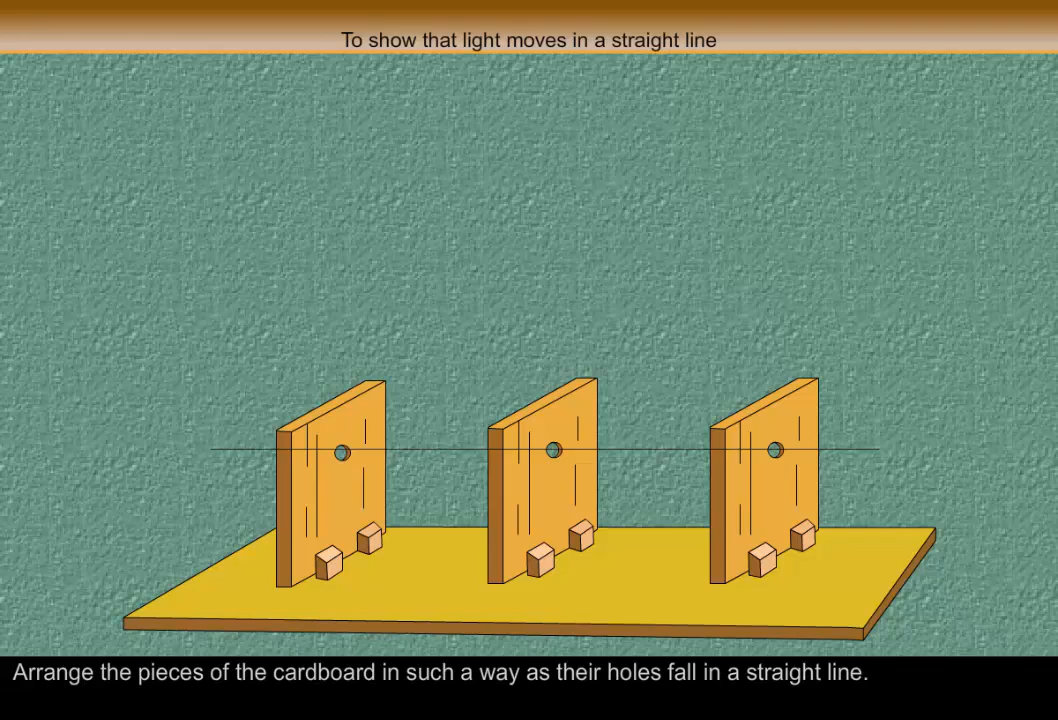 To show that light moves in a straight line
Arrange the pieces of the cardboard in such a way as their holes fall in a straight line.